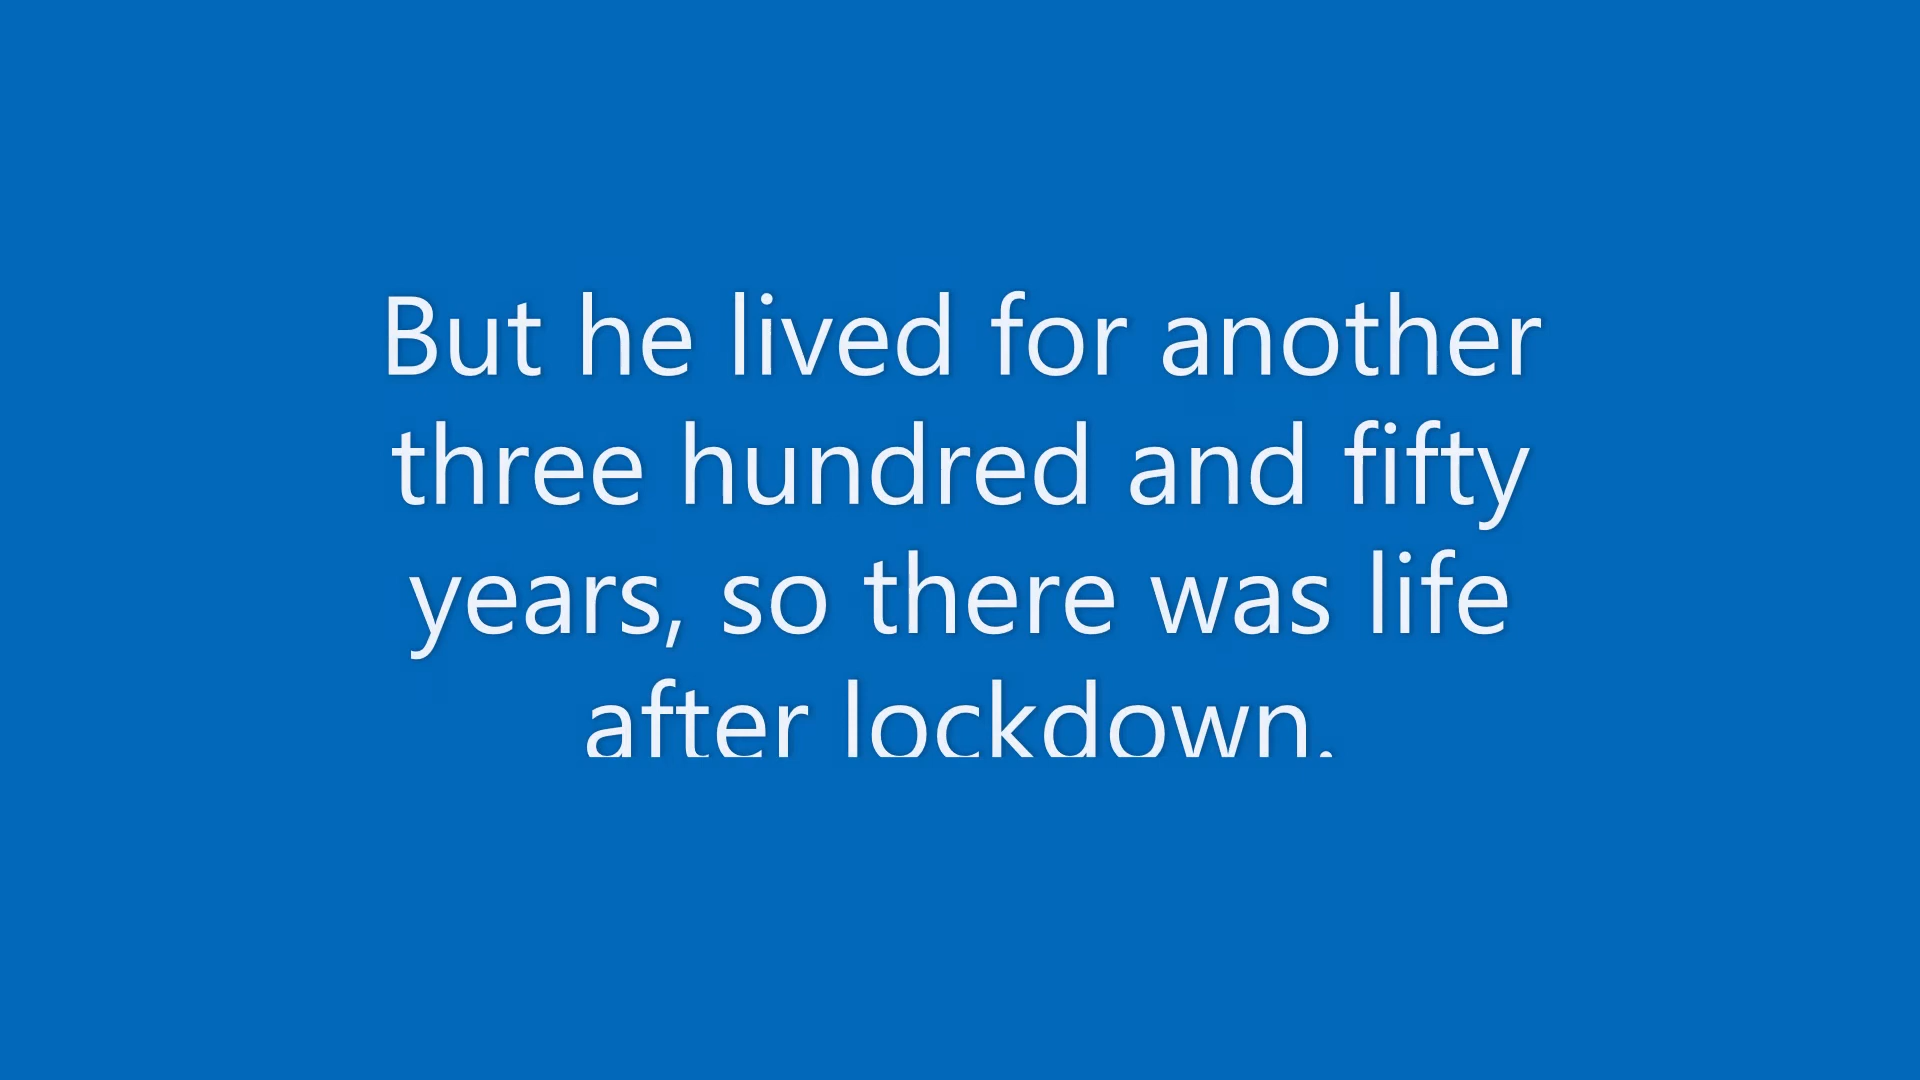 But he lived for another
three hundred and fifty
years, so there was life
after lockdown.